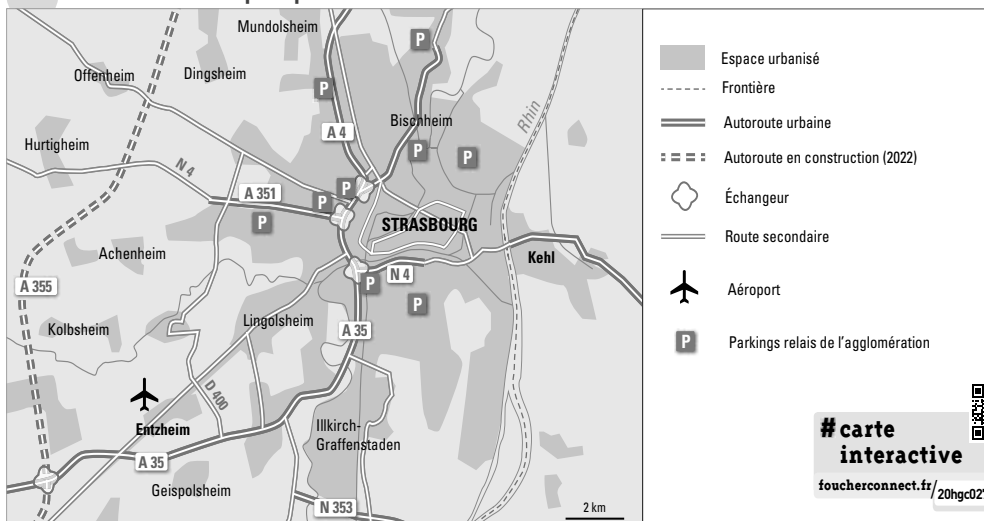 Mundolsheim
Offenheim
Dingsheim
P
P
Rhin
A 4
Bischheim
Hurtigheim
N 4
P
P
A 351
P
P
P
STRASBOURG
Achenheim
Kehl
N 4
A 355
P
P
Kolbsheim
Lingolsheim
A 35
D 400
Entzheim
Illkirch-
Graffenstaden
A 35
Geispolsheim
N 353
2 km
Espace urbanisé
Frontière
Autoroute urbaine
Autoroute en construction (2022)
Échangeur
Route secondaire
Aéroport
P Parkings relais de l'agglomération
# carte
interactive
foucherconnect.fr/20hgc02